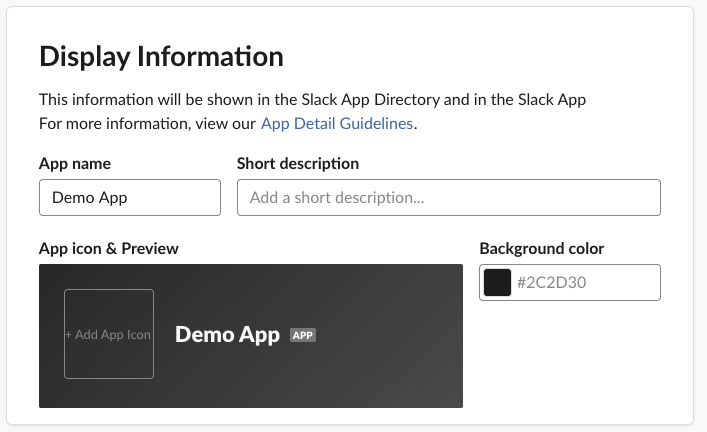 Display Information
This information will be shown in the Slack App Directory and in the Slack App
For more information, view our App Detail Guidelines.
App name
Short description
Demo App
Add a short description...
App icon & Preview
Background color
#2C2D30
+ Add App Icon
Demo App APP